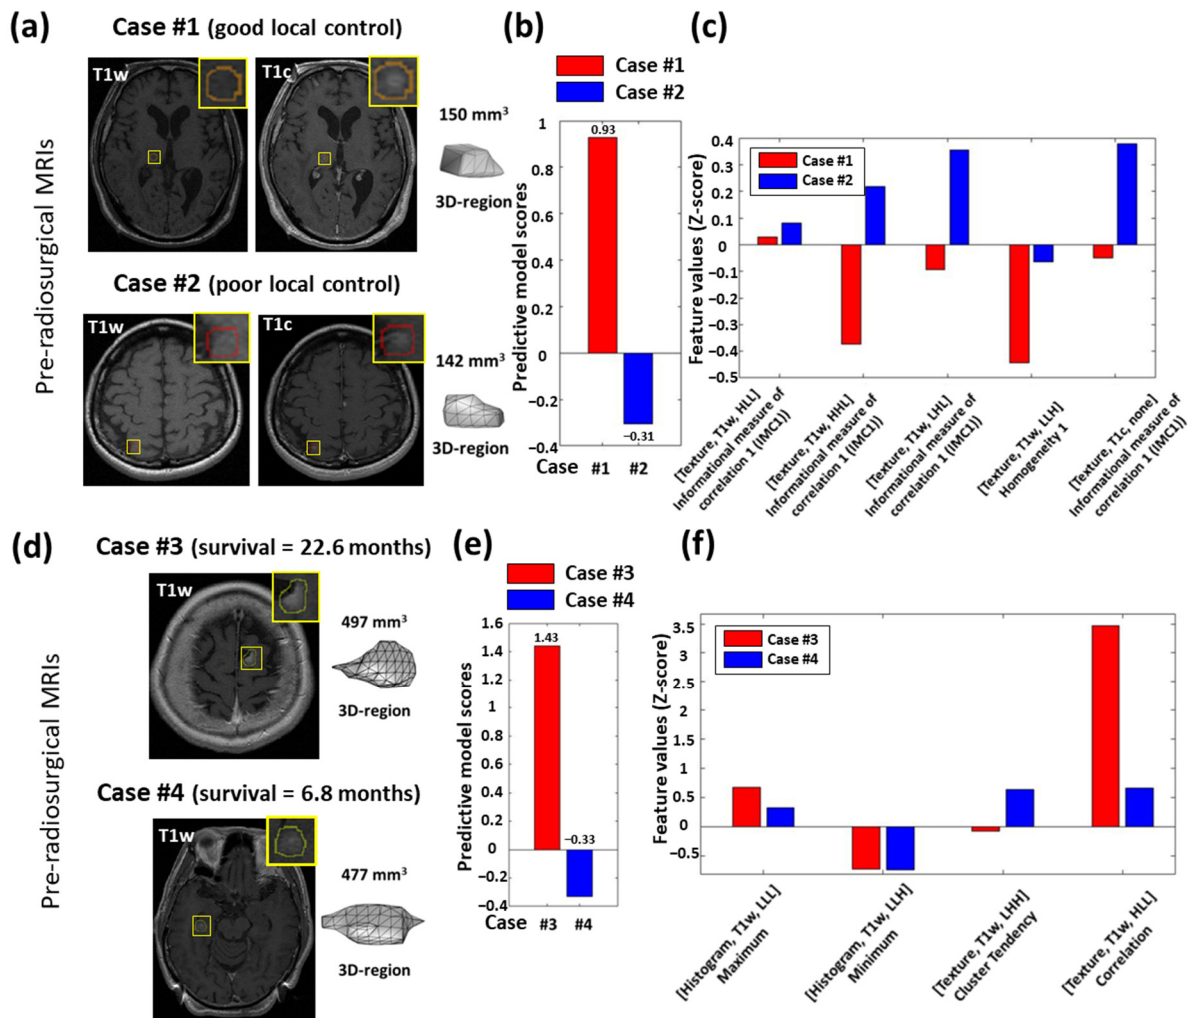 (a)
Case #1 (good local control)
Pre-radiosurgical MRIs
T1w
T1c
150 mm³
3D-region
Case #2 (poor local control)
T1w
T1c
142 mm³
3D-region
(b)
Case #1
Case #2
Predictive model scores
1
0.8
0.6
0.4
0.2
0
−0.2
−0.4
0.93
−0.31
Case #1 #2
(c)
Feature values (Z-score)
0.4
0.3
0.2
0.1
0
−0.1
−0.2
−0.3
−0.4
−0.5
Case #1
Case #2
[Texture, T1w, HLL]
Informational measure of
correlation 1 (IMC1))
[Texture, T1w, HHL]
Informational measure of
correlation 1 (IMC1))
[Texture, T1w, LHL]
Informational measure of
correlation 1 (IMC1))
[Texture, T1w, LLH]
Homogeneity 1
[Texture, T1c, none]
Informational measure of
correlation 1 (IMC1))
(d)
Case #3 (survival = 22.6 months)
Pre-radiosurgical MRIs
T1w
497 mm³
3D-region
Case #4 (survival = 6.8 months)
T1w
477 mm³
3D-region
(e)
Case #3
Case #4
Predictive model scores
1.6
1.4
1.2
1
0.8
0.6
0.4
0.2
0
−0.2
−0.4
1.43
−0.33
Case #3 #4
(f)
Feature values (Z-score)
3.5
3
2.5
2
1.5
1
0.5
0
−0.5
Case #3
Case #4
[Histogram, T1w, LLL]
Maximum
[Histogram, T1w, LLH]
Minimum
[Texture, T1w, LHH]
Cluster Tendency
[Texture, T1w, HLL]
Correlation